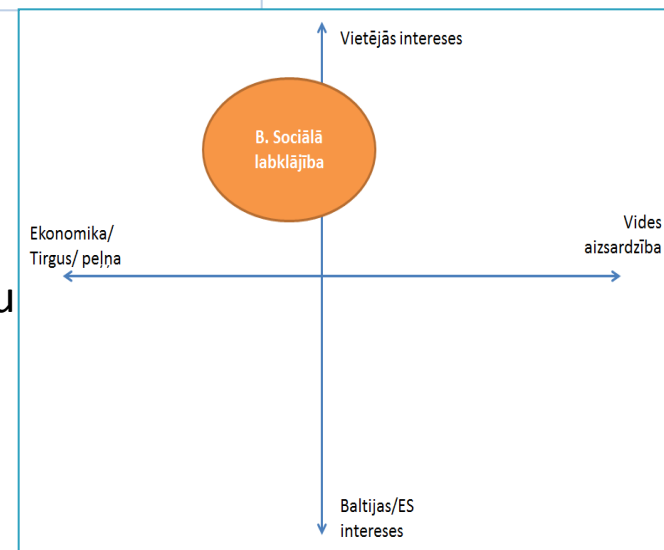 Vietējās intereses
B. Sociālā
labklājība
Ekonomika/
Tirgus/ peļņa
Vides
aizsardzība
u
Baltijas/ES
intereses